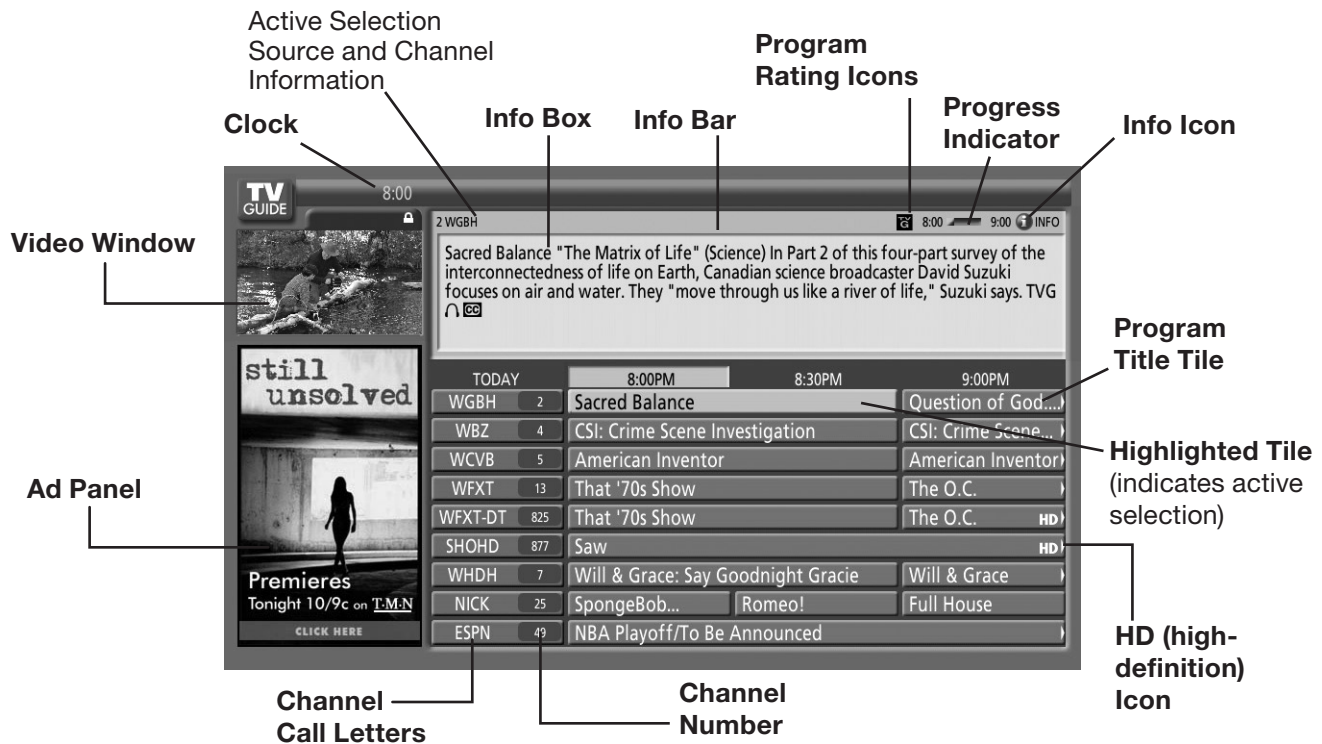 Active Selection
Source and Channel
Information
Program
Rating Icons
Clock
Info Box
Info Bar
Progress
Indicator
Info Icon
TV
GUIDE
8:00
Video Window
2 WGBH
TV
G
8:00
9:00
i INFO
Sacred Balance "The Matrix of Life" (Science) In Part 2 of this four-part survey of the
interconnectedness of life on Earth, Canadian science broadcaster David Suzuki
focuses on air and water. They "move through us like a river of life," Suzuki says. TVG
CC
Program
Title Tile
still
unsolved
TODAY 8:00PM 8:30PM 9:00PM
WGBH 2 Sacred Balance Question of God....
WBZ 4 CSI: Crime Scene Investigation CSI: Crime Scene...
WCVB 5 American Inventor American Inventor
WFXT 13 That '70s Show The O.C.
WFXT-DT 825 That '70s Show The O.C. HD
SHOHD 877 Saw HD
WHDH 7 Will & Grace: Say Goodnight Gracie Will & Grace
NICK 25 SpongeBob... Romeo! Full House
ESPN 49 NBA Playoff/To Be Announced
Highlighted Tile
(indicates active
selection)
Ad Panel
Premieres
Tonight 10/9c on T·M·N
CLICK HERE
HD (high-
definition)
Icon
Channel
Call Letters
Channel
Number